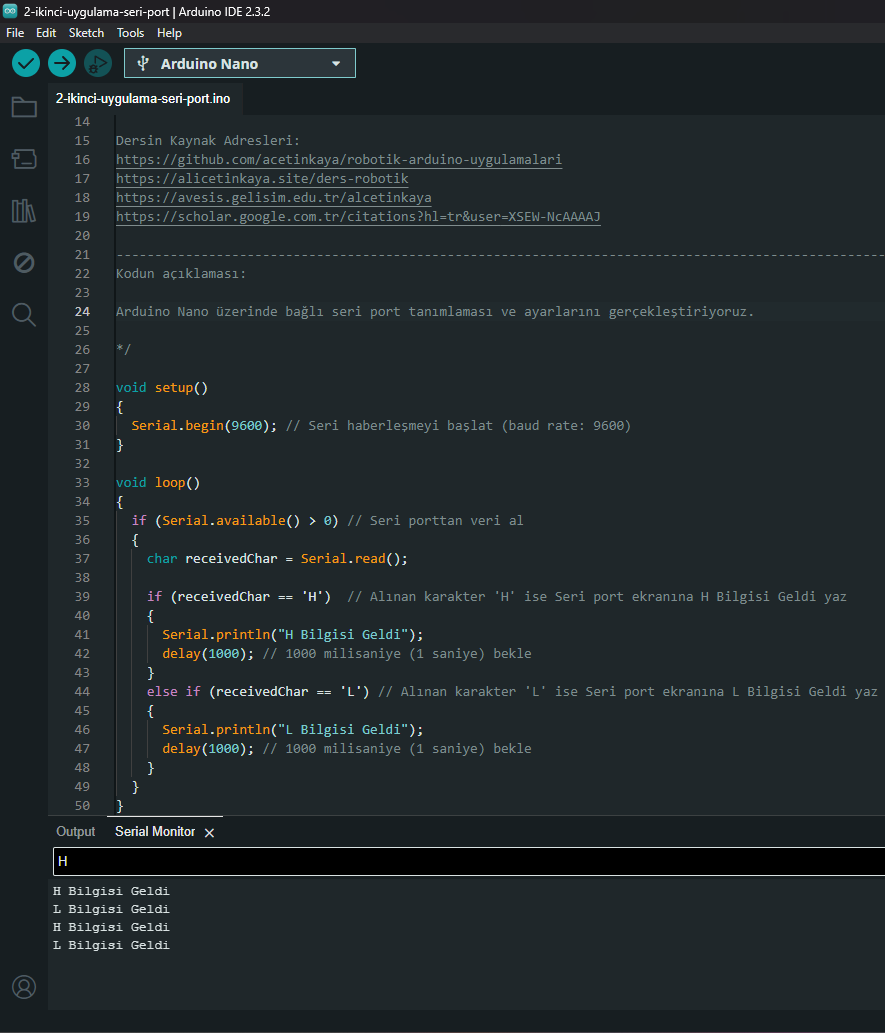 2-ikinci-uygulama-seri-port | Arduino IDE 2.3.2
File Edit Sketch Tools Help
Arduino Nano
2-ikinci-uygulama-seri-port.ino
14
15 Dersin Kaynak Adresleri:
16 https://github.com/acetinkaya/robotik-arduino-uygulamalari
17 https://alicetinkaya.site/ders-robotik
18 https://avesis.gelisim.edu.tr/alcetinkaya
19 https://scholar.google.com.tr/citations?hl=tr&user=XSEW-NcAAAAJ
20
21 ----------------------------------------------------------------------------------------------------
22 Kodun açıklaması:
23
24 Arduino Nano üzerinde bağlı seri port tanımlaması ve ayarlarını gerçekleştiriyoruz.
25
26 */
27
28 void setup()
29 {
30   Serial.begin(9600); // Seri haberleşmeyi başlat (baud rate: 9600)
31 }
32
33 void loop()
34 {
35   if (Serial.available() > 0) // Seri porttan veri al
36   {
37     char receivedChar = Serial.read();
38
39     if (receivedChar == 'H')  // Alınan karakter 'H' ise Seri port ekranına H Bilgisi Geldi yaz
40     {
41       Serial.println("H Bilgisi Geldi");
42       delay(1000); // 1000 milisaniye (1 saniye) bekle
43     }
44     else if (receivedChar == 'L') // Alınan karakter 'L' ise Seri port ekranına L Bilgisi Geldi yaz
45     {
46       Serial.println("L Bilgisi Geldi");
47       delay(1000); // 1000 milisaniye (1 saniye) bekle
48     }
49   }
50 }
Output Serial Monitor
H
H Bilgisi Geldi
L Bilgisi Geldi
H Bilgisi Geldi
L Bilgisi Geldi